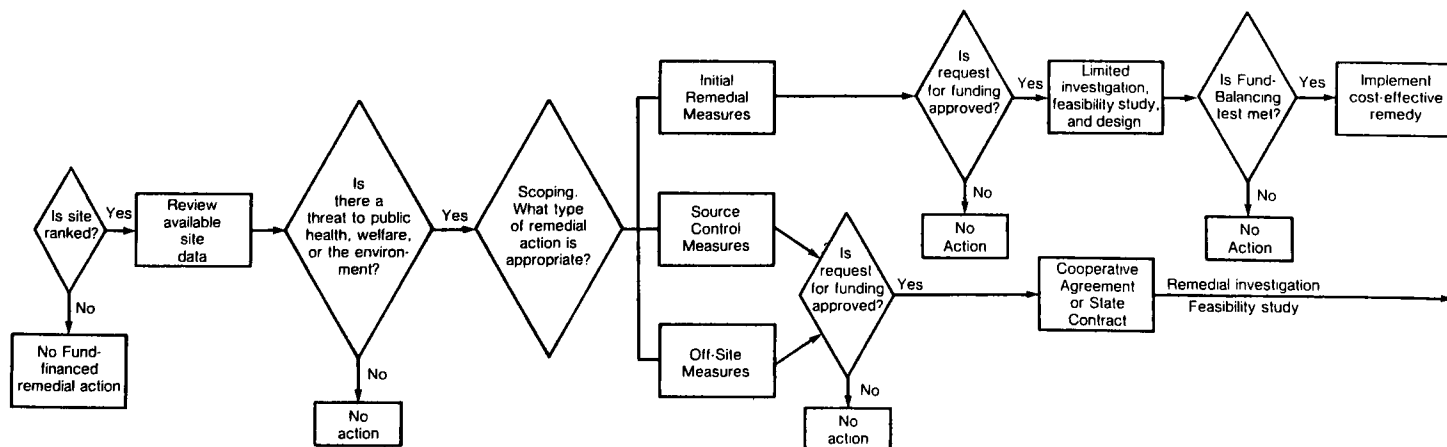 Is site
ranked?
Yes
No
No Fund-
financed
remedial action
Review
available
site
data
Is
there a
threat to public
health, welfare,
or the environ-
ment?
Yes
No
No
action
Scoping.
What type
of remedial
action is
appropriate?
Initial
Remedial
Measures
Is
request
for funding
approved?
Yes
No
No
Action
Limited
investigation,
feasibility study,
and design
Is Fund-
Balancing
test met?
Yes
No
No
Action
Implement
cost-effective
remedy
Source
Control
Measures
Off-Site
Measures
Is
request
for funding
approved?
Yes
No
No
action
Cooperative
Agreement
or State
Contract
Remedial investigation
Feasibility study